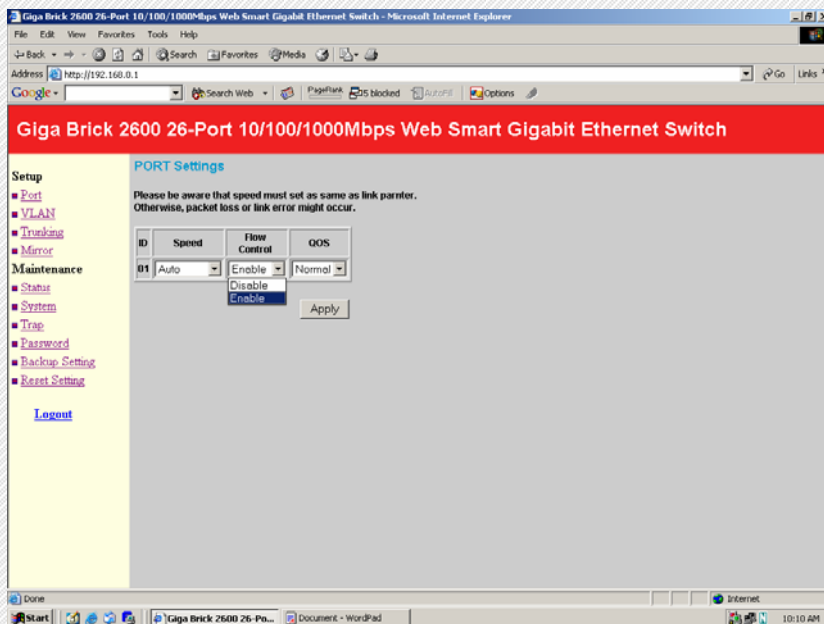 Giga Brick 2600 26-Port 10/100/1000Mbps Web Smart Gigabit Ethernet Switch - Microsoft Internet Explorer
File Edit View Favorites Tools Help
Back Search Favorites Media
Address http://192.168.0.1 Go Links
Google Search Web PageRank 5 blocked AutoFill Options
Giga Brick 2600 26-Port 10/100/1000Mbps Web Smart Gigabit Ethernet Switch
Setup
Port
VLAN
Trunking
Mirror
Maintenance
Status
System
Trap
Password
Backup Setting
Reset Setting
Logout
PORT Settings
Please be aware that speed must set as same as link parnter.
Otherwise, packet loss or link error might occur.
ID Speed Flow Control QOS
01 Auto Enable Normal
Disable
Enable
Apply
Done Internet
Start Giga Brick 2600 26-Po... Document - WordPad 10:10 AM